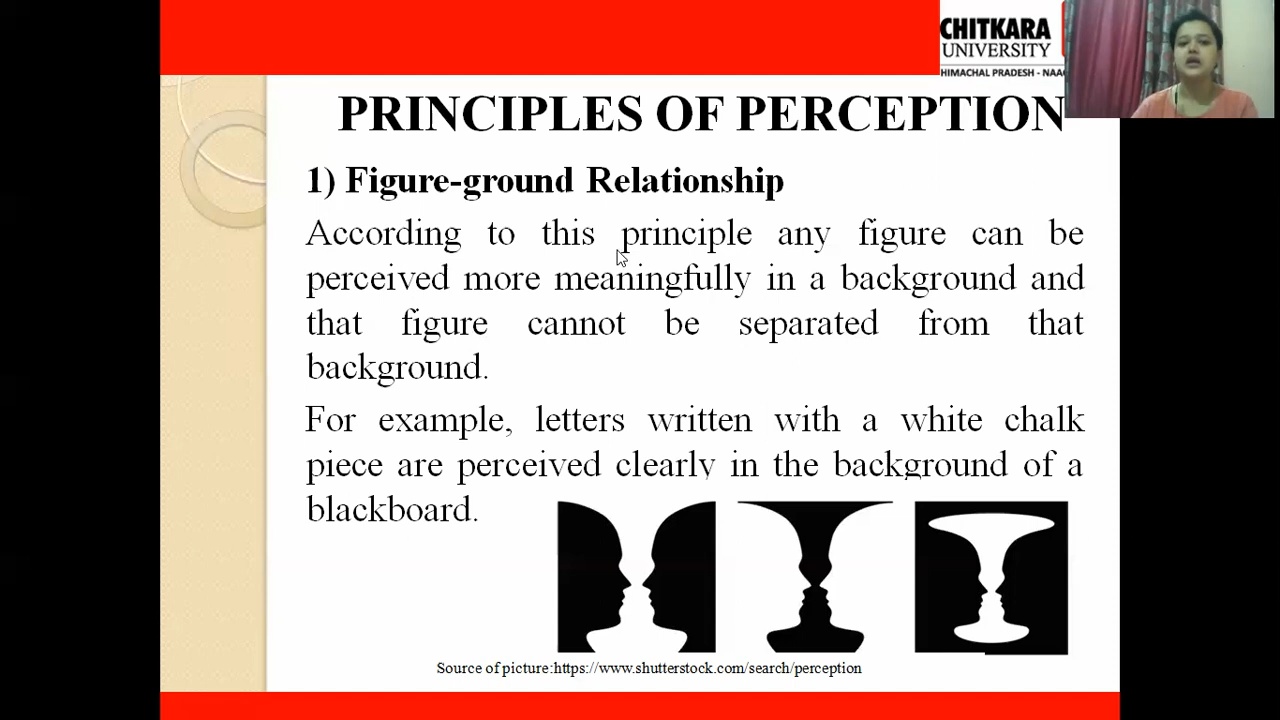 CHITKARA
UNIVERSITY
HIMACHAL PRADESH -
PRINCIPLES OF PERCEPTION
1) Figure-ground Relationship
According to this principle any figure can be
perceived more meaningfully in a background and
that figure cannot be separated from that
background.
For example, letters written with a white chalk
piece are perceived clearly in the background of a
blackboard.
Source of picture:https://www.shutterstock.com/search/perception